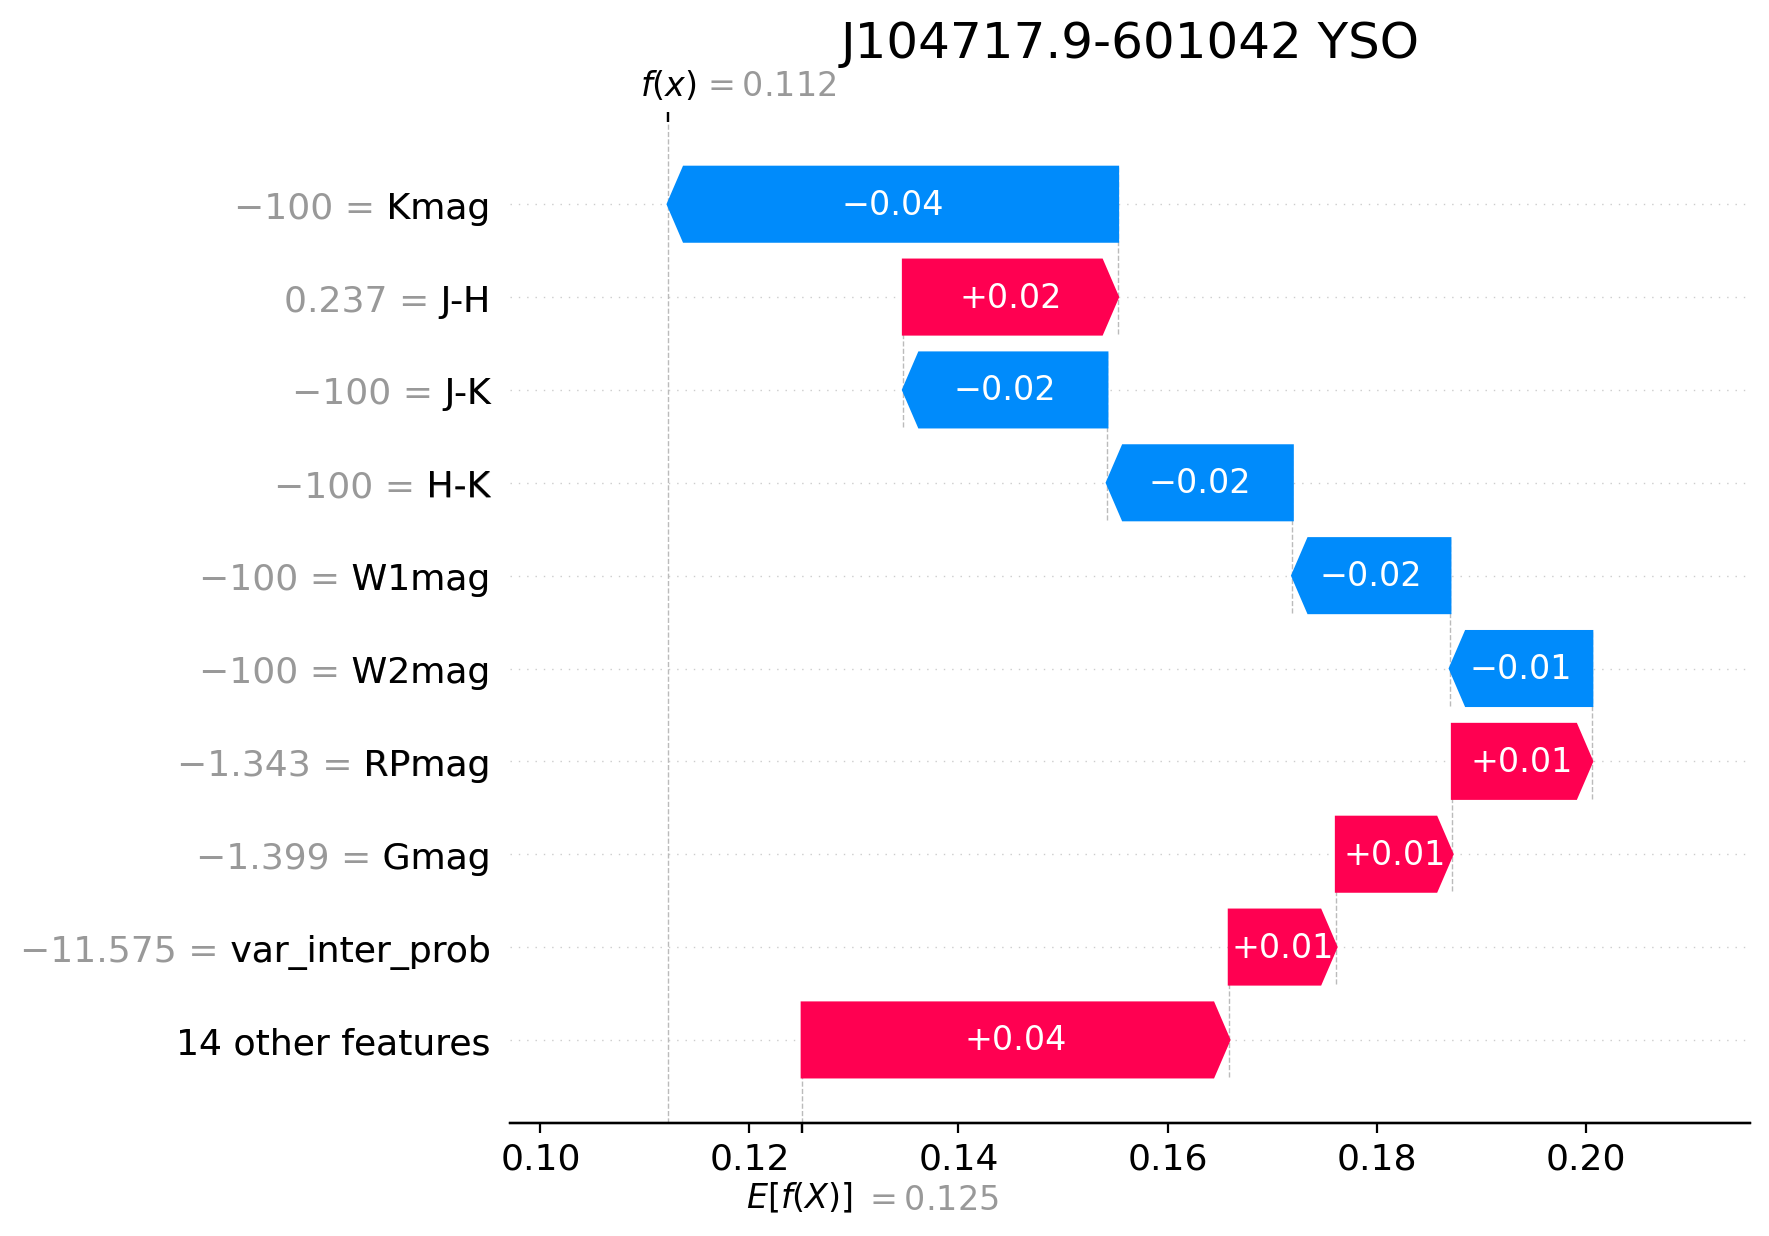 J104717.9-601042 YSO
f(x) = 0.112
−100 = Kmag −0.04
0.237 = J-H +0.02
−100 = J-K −0.02
−100 = H-K −0.02
−100 = W1mag −0.02
−100 = W2mag −0.01
−1.343 = RPmag +0.01
−1.399 = Gmag +0.01
−11.575 = var_inter_prob +0.01
14 other features +0.04
0.10 0.12 0.14 0.16 0.18 0.20
E[f(X)] = 0.125